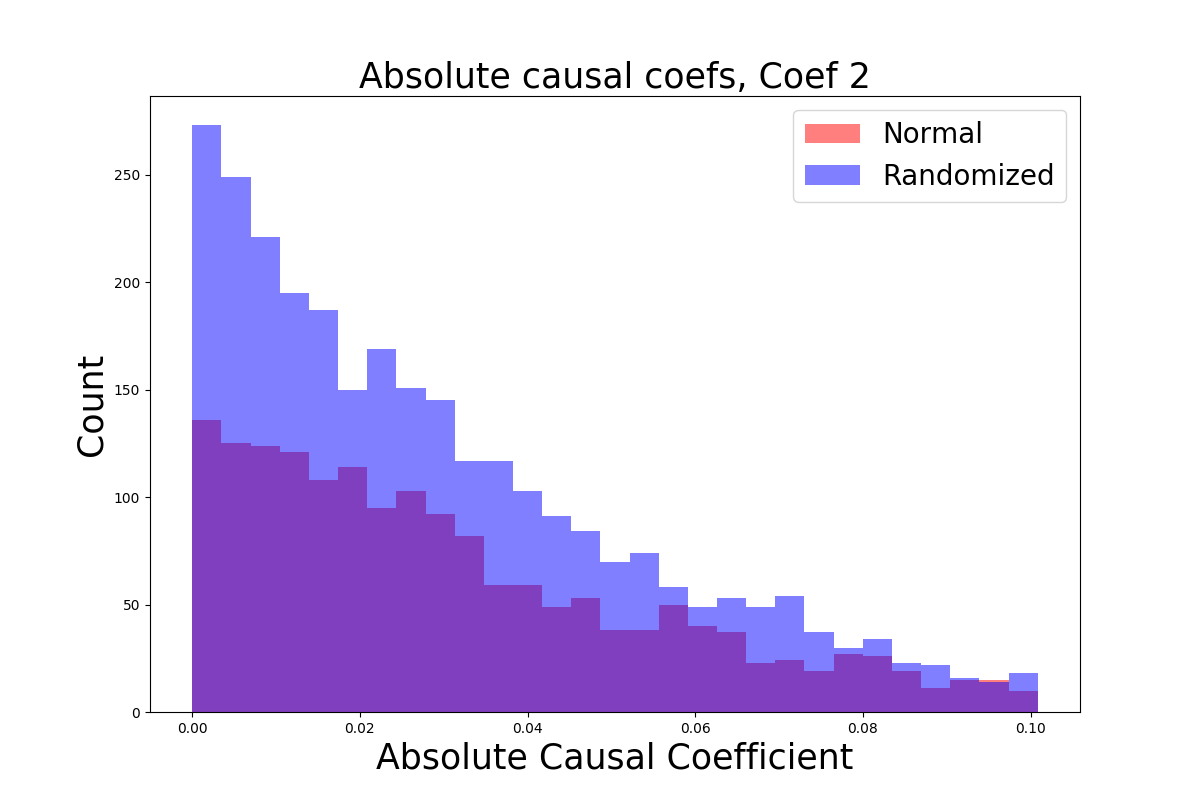 Absolute causal coefs, Coef 2
Normal
Randomized
Count
250
200
150
100
50
0
0.00 0.02 0.04 0.06 0.08 0.10
Absolute Causal Coefficient